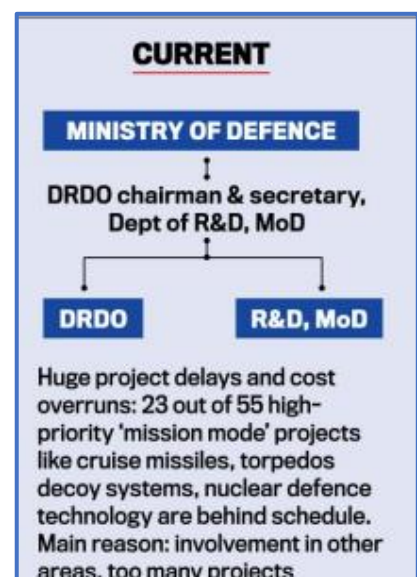 CURRENT
MINISTRY OF DEFENCE
DRDO chairman & secretary,
Dept of R&D, MoD
DRDO
R&D, MoD
Huge project delays and cost
overruns: 23 out of 55 high-
priority ‘mission mode’ projects
like cruise missiles, torpedos
decoy systems, nuclear defence
technology are behind schedule.
Main reason: involvement in other
areas, too many projects